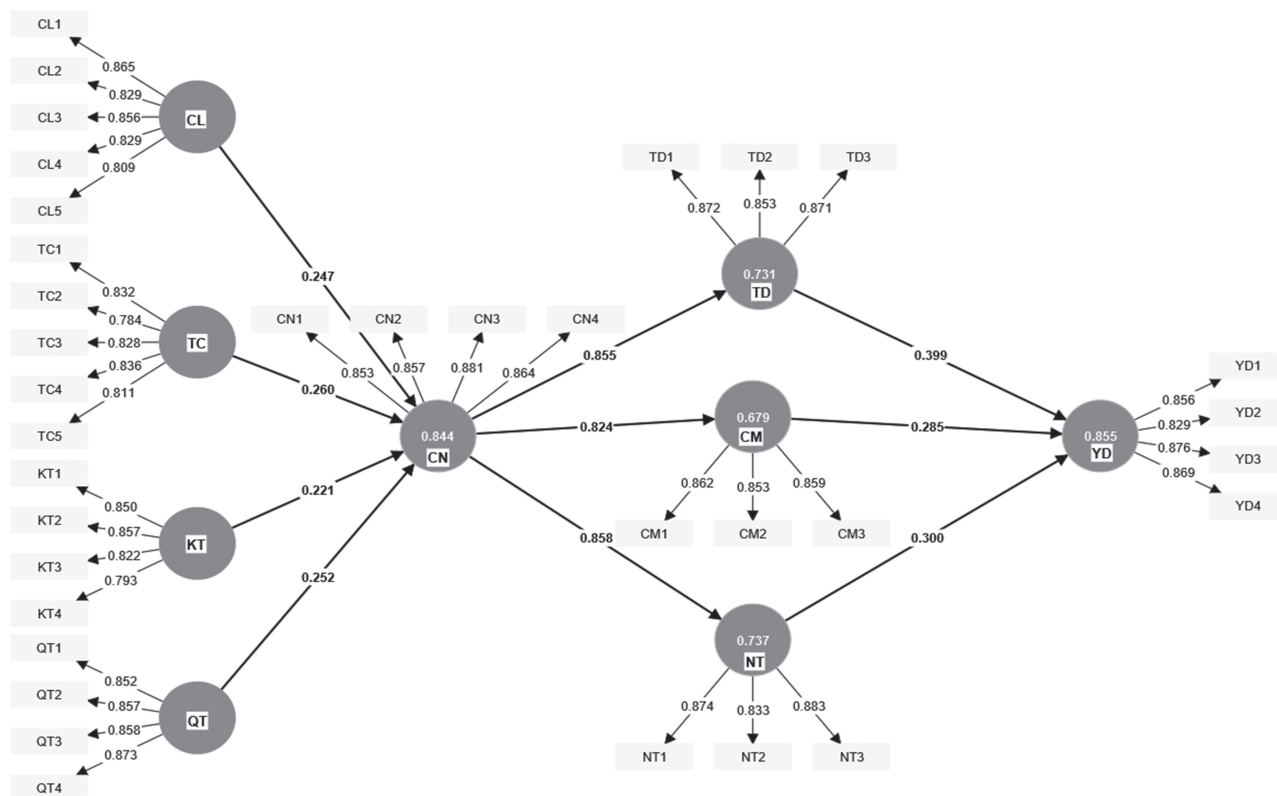 CL1
CL2
CL3
CL4
CL5
0.865
0.829
0.856
0.829
0.809
CL
TC1
TC2
TC3
TC4
TC5
0.832
0.784
0.828
0.836
0.811
TC
KT1
KT2
KT3
KT4
0.850
0.857
0.822
0.793
KT
QT1
QT2
QT3
QT4
0.852
0.857
0.858
0.873
QT
0.247
0.260
0.221
0.252
CN1
CN2
CN3
CN4
0.853
0.857
0.881
0.864
0.844
CN
0.855
0.824
0.858
TD1
TD2
TD3
0.872
0.853
0.871
0.731
TD
0.679
CM
0.862
0.853
0.859
CM1
CM2
CM3
0.737
NT
0.874
0.833
0.883
NT1
NT2
NT3
0.399
0.285
0.300
0.855
YD
0.856
0.829
0.876
0.869
YD1
YD2
YD3
YD4